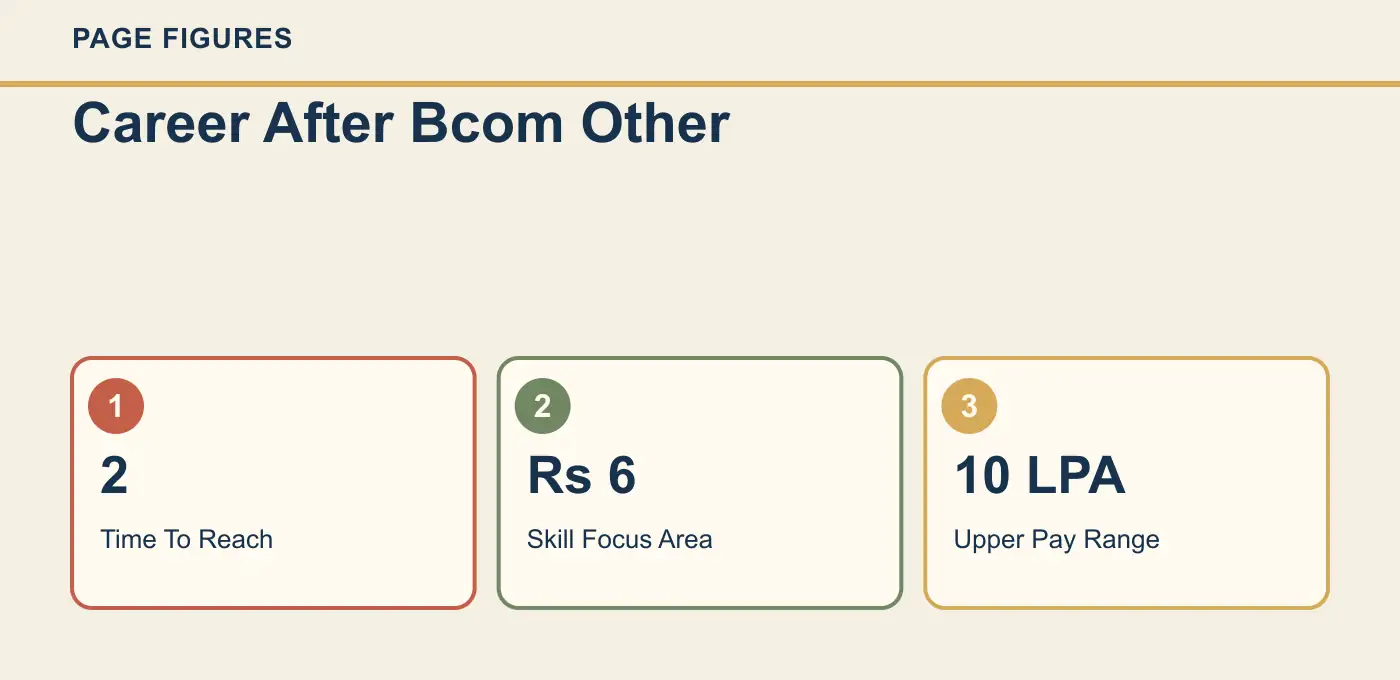 PAGE FIGURES
Career After Bcom Other
1
2
Time To Reach
2
Rs 6
Skill Focus Area
3
10 LPA
Upper Pay Range